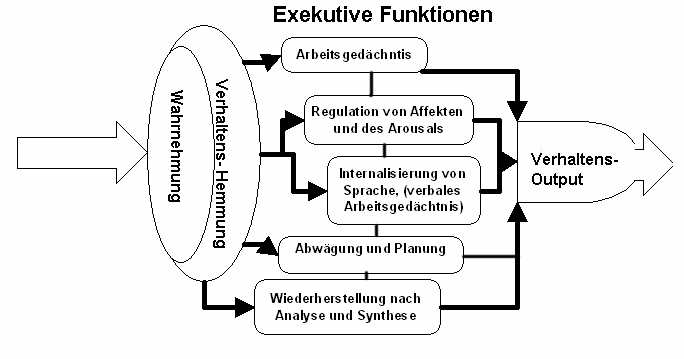 Exekutive Funktionen
Wahrnehmung
Verhaltens- Hemmung
Arbeitsgedächntis
Regulation von Affekten
und des Arousals
Internalisierung von
Sprache, (verbales
Arbeitsgedächtnis)
Abwägung und Planung
Wiederherstellung nach
Analyse und Synthese
Verhaltens-
Output